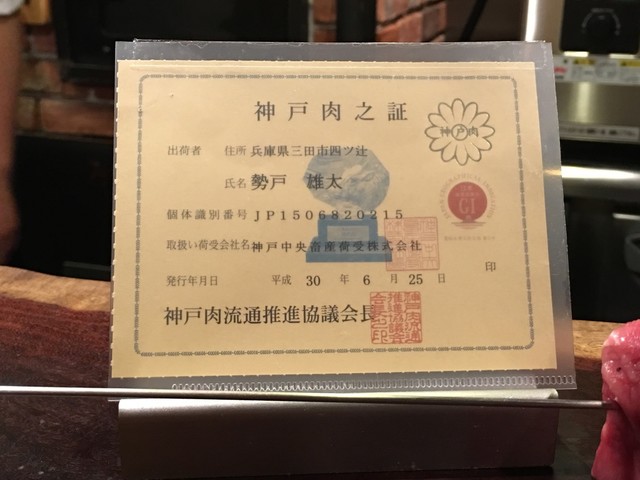 神戸肉之証
神戸肉
出荷者 住所 兵庫県三田市四ツ辻
氏名 勢戸 雄太
個体識別番号 JP1506820215
GI
取扱い荷受会社名 神戸中央畜産荷受株式会社
発行年月日 平成 30 年 6 月 25 日 印
神戸肉流通推進協議会長